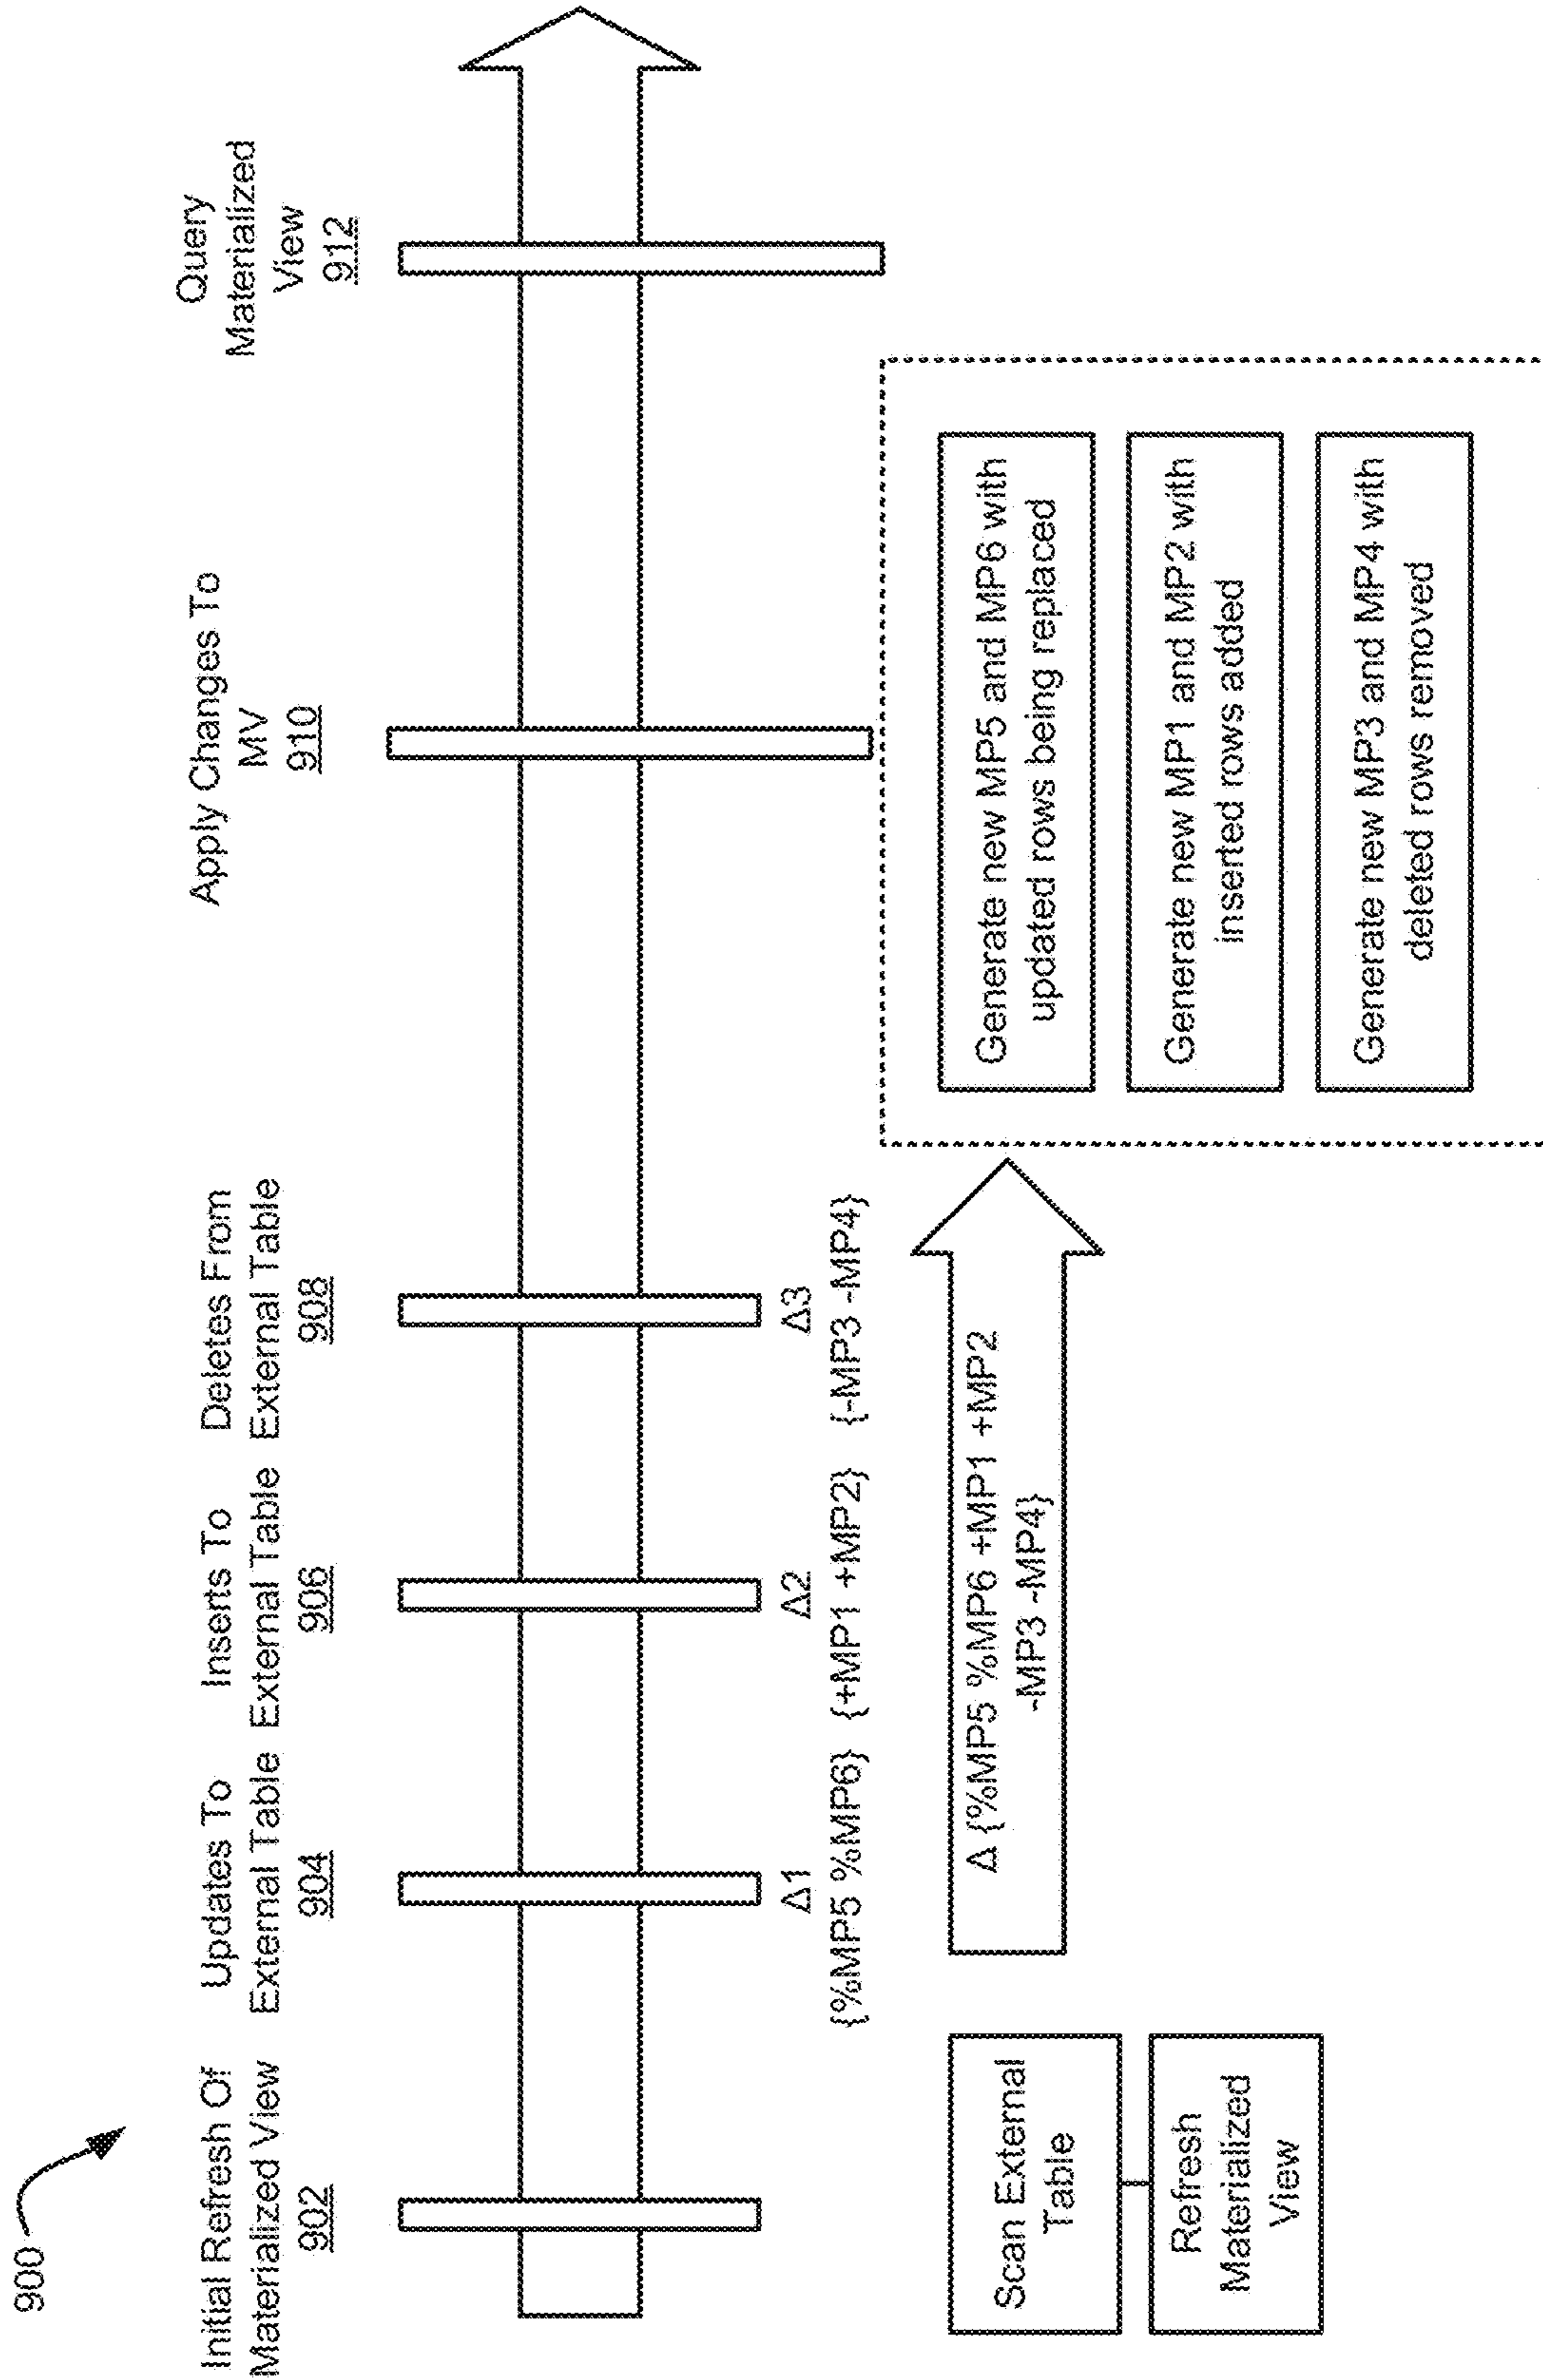 900
Initial Refresh Of
Materialized View
902
Updates To
External Table
904
Inserts To
External Table
906
Deletes From
External Table
908
Apply Changes To
MV
910
Query
Materialized
View
912
Δ1
{%MP5 %MP6}
Δ2
{+MP1 +MP2}
Δ3
{-MP3 -MP4}
Scan External
Table
Refresh
Materialized
View
Δ {%MP5 %MP6 +MP1 +MP2
-MP3 -MP4}
Generate new MP5 and MP6 with
updated rows being replaced
Generate new MP1 and MP2 with
inserted rows added
Generate new MP3 and MP4 with
deleted rows removed